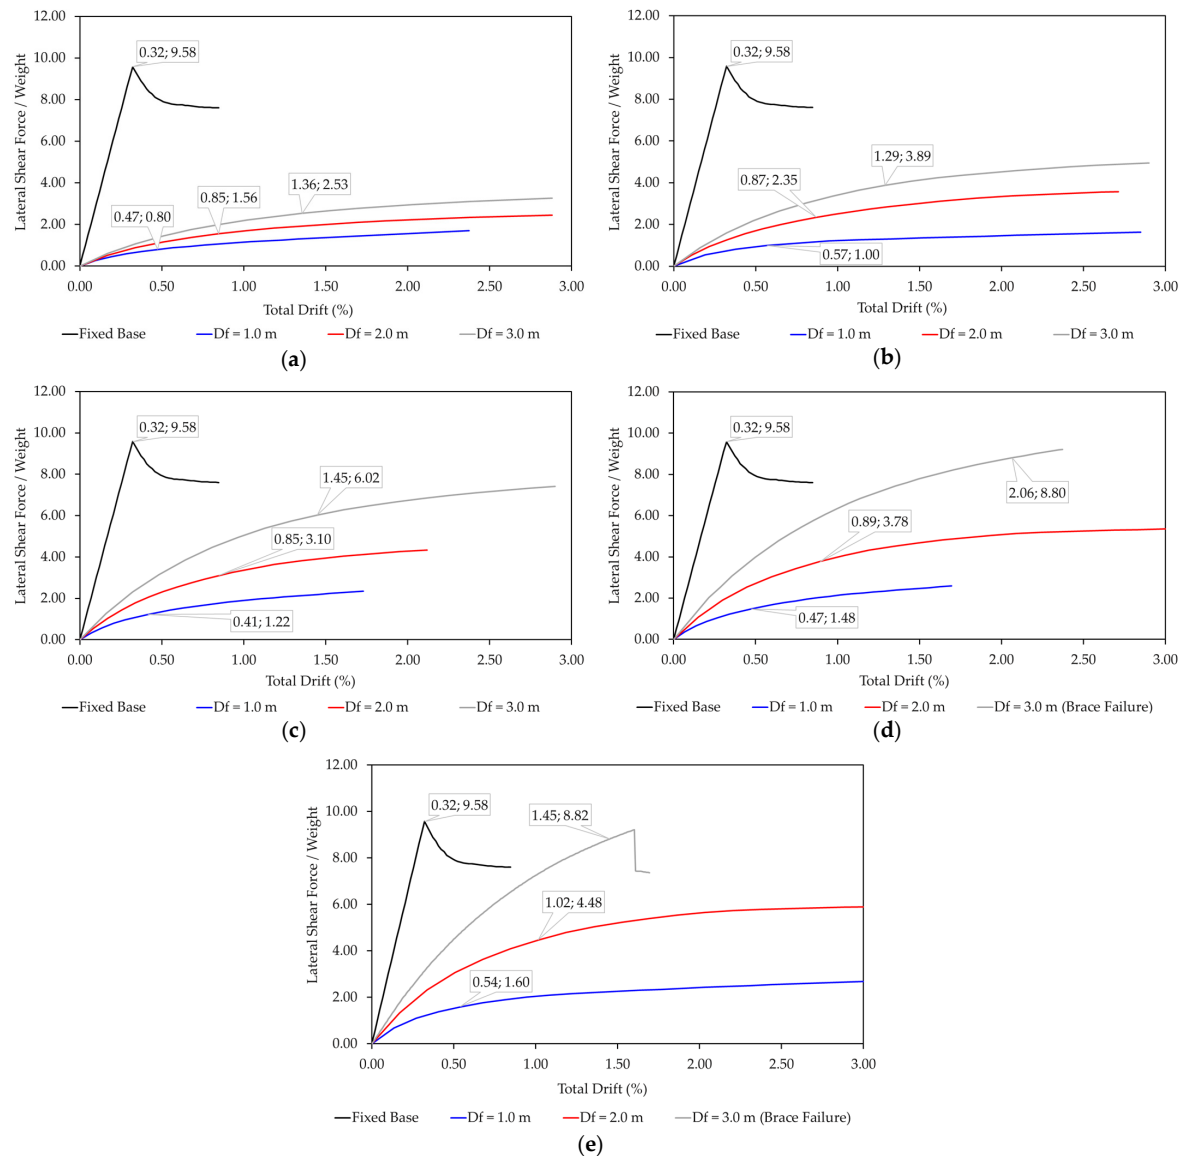 12.00
10.00
8.00
6.00
4.00
2.00
0.00
Lateral Shear Force / Weight
0.32; 9.58
0.47; 0.80
0.85; 1.56
1.36; 2.53
0.00 0.50 1.00 1.50 2.00 2.50 3.00
Total Drift (%)
Fixed Base Df = 1.0 m Df = 2.0 m Df = 3.0 m
(a)
12.00
10.00
8.00
6.00
4.00
2.00
0.00
Lateral Shear Force / Weight
0.32; 9.58
1.29; 3.89
0.87; 2.35
0.57; 1.00
0.00 0.50 1.00 1.50 2.00 2.50 3.00
Total Drift (%)
Fixed Base Df = 1.0 m Df = 2.0 m Df = 3.0 m
(b)
12.00
10.00
8.00
6.00
4.00
2.00
0.00
Lateral Shear Force / Weight
0.32; 9.58
1.45; 6.02
0.85; 3.10
0.41; 1.22
0.00 0.50 1.00 1.50 2.00 2.50 3.00
Total Drift (%)
Fixed Base Df = 1.0 m Df = 2.0 m Df = 3.0 m
(c)
12.00
10.00
8.00
6.00
4.00
2.00
0.00
Lateral Shear Force / Weight
0.32; 9.58
2.06; 8.80
0.89; 3.78
0.47; 1.48
0.00 0.50 1.00 1.50 2.00 2.50 3.00
Total Drift (%)
Fixed Base Df = 1.0 m Df = 2.0 m Df = 3.0 m (Brace Failure)
(d)
12.00
10.00
8.00
6.00
4.00
2.00
0.00
Lateral Shear Force / Weight
0.32; 9.58
1.45; 8.82
1.02; 4.48
0.54; 1.60
0.00 0.50 1.00 1.50 2.00 2.50 3.00
Total Drift (%)
Fixed Base Df = 1.0 m Df = 2.0 m Df = 3.0 m (Brace Failure)
(e)